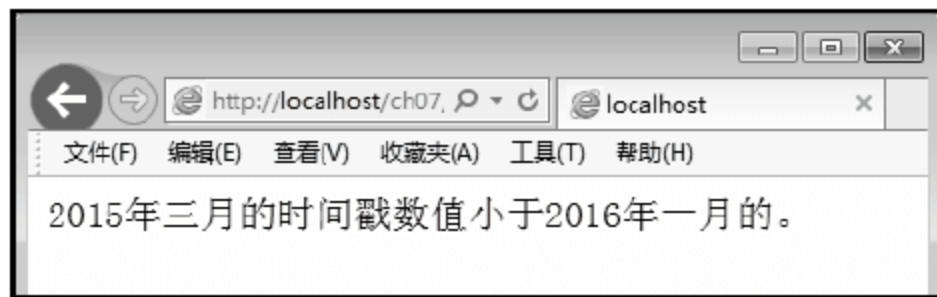 http://localhost/ch07,
localhost
文件(F) 编辑(E) 查看(V) 收藏夹(A) 工具(T) 帮助(H)
2015年三月的时间戳数值小于2016年一月的。